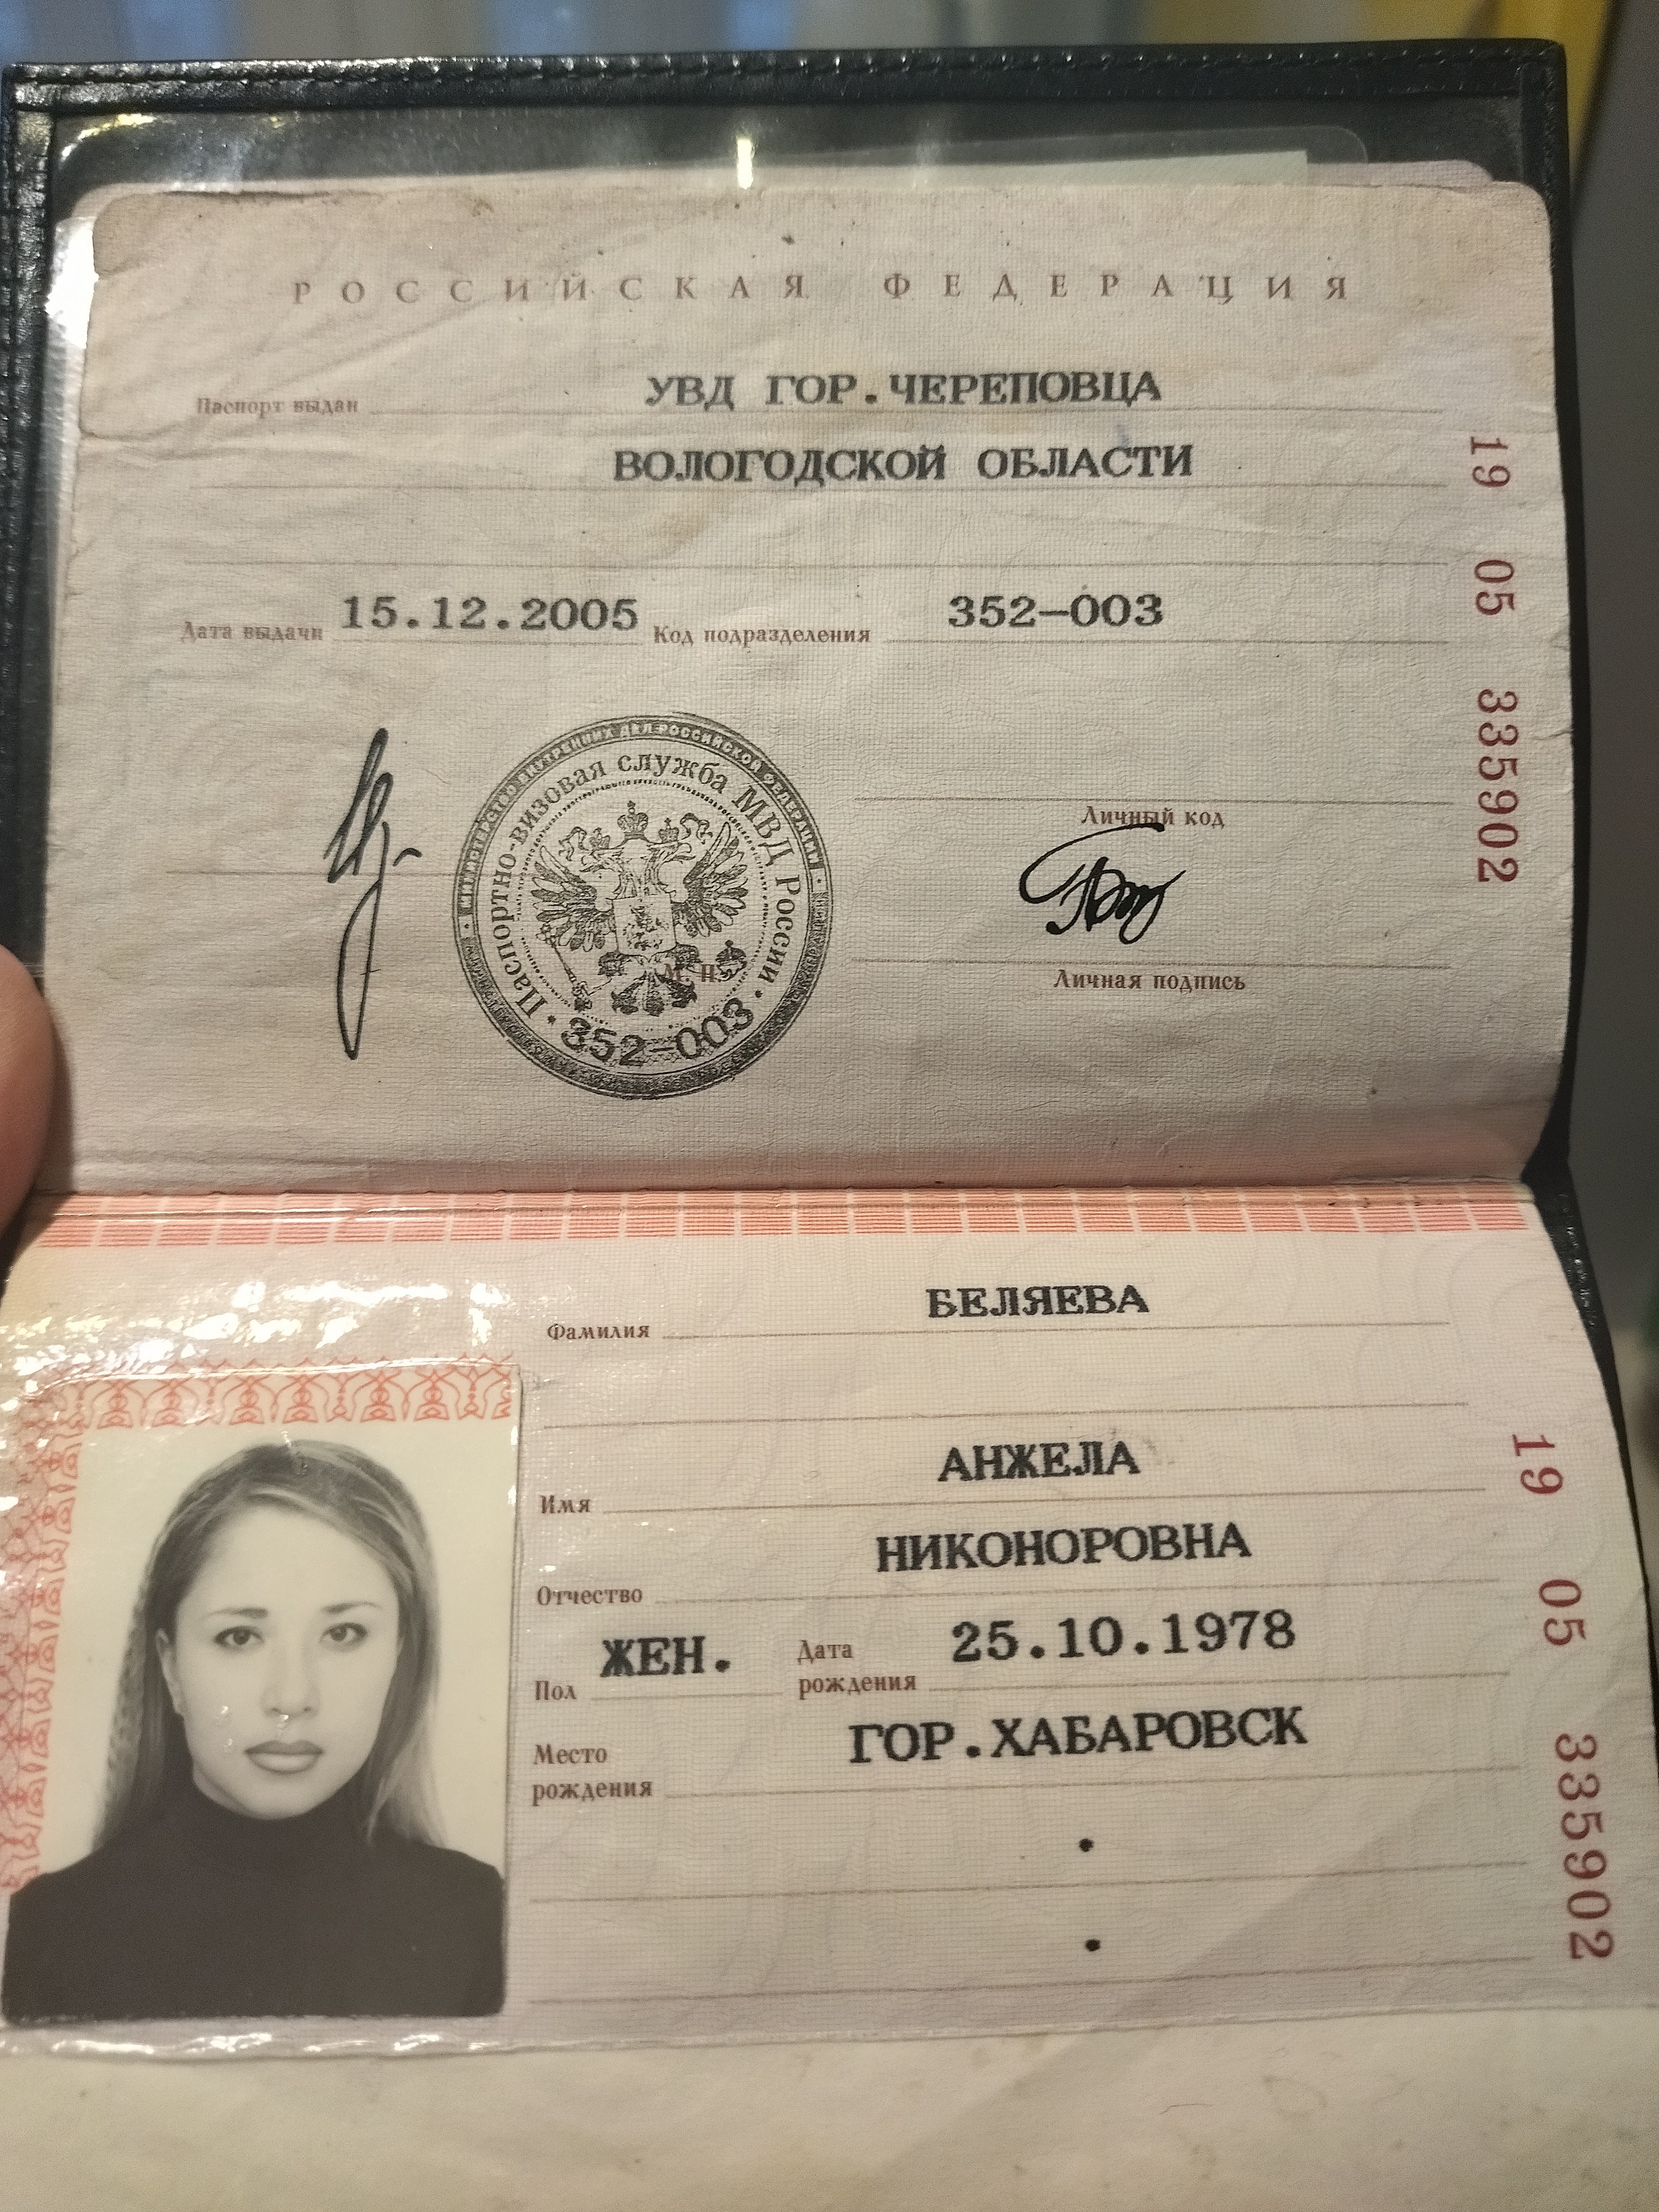 РОССИЙСКАЯ ФЕДЕРАЦИЯ
Паспорт выдан УВД ГОР.ЧЕРЕПОВЦА
ВОЛОГОДСКОЙ ОБЛАСТИ
Дата выдачи 15.12.2005 Код подразделения 352-003
19 05 335902
Паспортно-визовая служба МВД России
352-003
М.П.
Личный код
Личная подпись
Фамилия БЕЛЯЕВА
Имя АНЖЕЛА
Отчество НИКОНОРОВНА
Пол ЖЕН. Дата рождения 25.10.1978
Место рождения ГОР.ХАБАРОВСК
19 05 335902